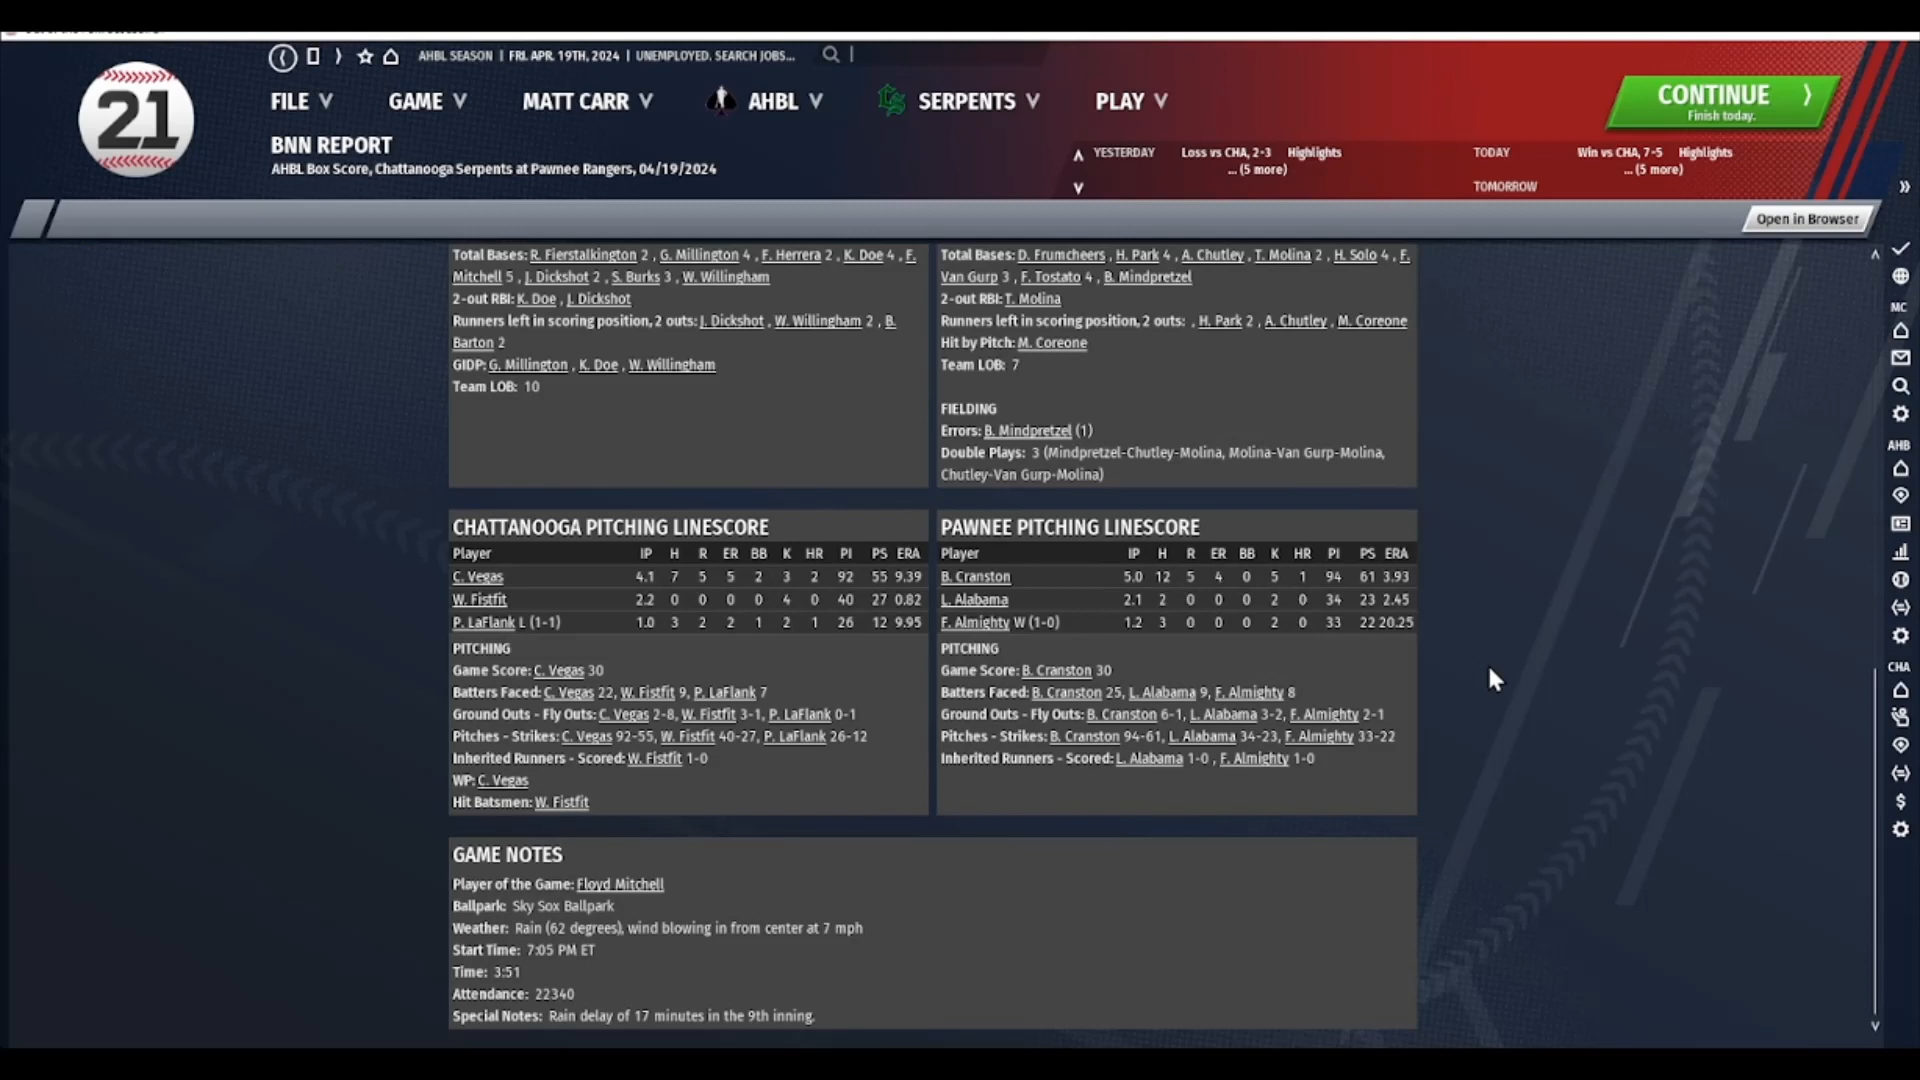 AHBL SEASON | FRI. APR. 19TH, 2024 | UNEMPLOYED. SEARCH JOBS...
21
FILE GAME MATT CARR AHBL SERPENTS PLAY
CONTINUE
Finish today.
BNN REPORT
AHBL Box Score, Chattanooga Serpents at Pawnee Rangers, 04/19/2024
YESTERDAY Loss vs CHA, 2-3 Highlights
... (5 more)
TODAY Win vs CHA, 7-5 Highlights
... (5 more)
TOMORROW
Open in Browser
Total Bases: R. Fierstalkington 2 , G. Millington 4 , F. Herrera 2 , K. Doe 4 , F.
Mitchell 5 , J. Dickshot 2 , S. Burks 3 , W. Willingham
2-out RBI: K. Doe , J. Dickshot
Runners left in scoring position, 2 outs: J. Dickshot , W. Willingham 2 , B.
Barton 2
GIDP: G. Millington , K. Doe , W. Willingham
Team LOB: 10
Total Bases: D. Frumcheers , H. Park 4 , A. Chutley , T. Molina 2 , H. Solo 4 , F.
Van Gurp 3 , F. Tostato 4 , B. Mindpretzel
2-out RBI: T. Molina
Runners left in scoring position, 2 outs: , H. Park 2 , A. Chutley , M. Coreone
Hit by Pitch: M. Coreone
Team LOB: 7
FIELDING
Errors: B. Mindpretzel (1)
Double Plays: 3 (Mindpretzel-Chutley-Molina, Molina-Van Gurp-Molina,
Chutley-Van Gurp-Molina)
CHATTANOOGA PITCHING LINESCORE
Player IP H R ER BB K HR PI PS ERA
C. Vegas 4.1 7 5 5 2 3 2 92 55 9.39
W. Fistfit 2.2 0 0 0 0 4 0 40 27 0.82
P. LaFlank L (1-1) 1.0 3 2 2 1 2 1 26 12 9.95
PITCHING
Game Score: C. Vegas 30
Batters Faced: C. Vegas 22, W. Fistfit 9, P. LaFlank 7
Ground Outs - Fly Outs: C. Vegas 2-8, W. Fistfit 3-1, P. LaFlank 0-1
Pitches - Strikes: C. Vegas 92-55, W. Fistfit 40-27, P. LaFlank 26-12
Inherited Runners - Scored: W. Fistfit 1-0
WP: C. Vegas
Hit Batsmen: W. Fistfit
PAWNEE PITCHING LINESCORE
Player IP H R ER BB K HR PI PS ERA
B. Cranston 5.0 12 5 4 0 5 1 94 61 3.93
L. Alabama 2.1 2 0 0 0 2 0 34 23 2.45
F. Almighty W (1-0) 1.2 3 0 0 0 2 0 33 22 20.25
PITCHING
Game Score: B. Cranston 30
Batters Faced: B. Cranston 25, L. Alabama 9, F. Almighty 8
Ground Outs - Fly Outs: B. Cranston 6-1, L. Alabama 3-2, F. Almighty 2-1
Pitches - Strikes: B. Cranston 94-61, L. Alabama 34-23, F. Almighty 33-22
Inherited Runners - Scored: L. Alabama 1-0 , F. Almighty 1-0
GAME NOTES
Player of the Game: Floyd Mitchell
Ballpark: Sky Sox Ballpark
Weather: Rain (62 degrees), wind blowing in from center at 7 mph
Start Time: 7:05 PM ET
Time: 3:51
Attendance: 22340
Special Notes: Rain delay of 17 minutes in the 9th inning.
MC
AHB
CHA